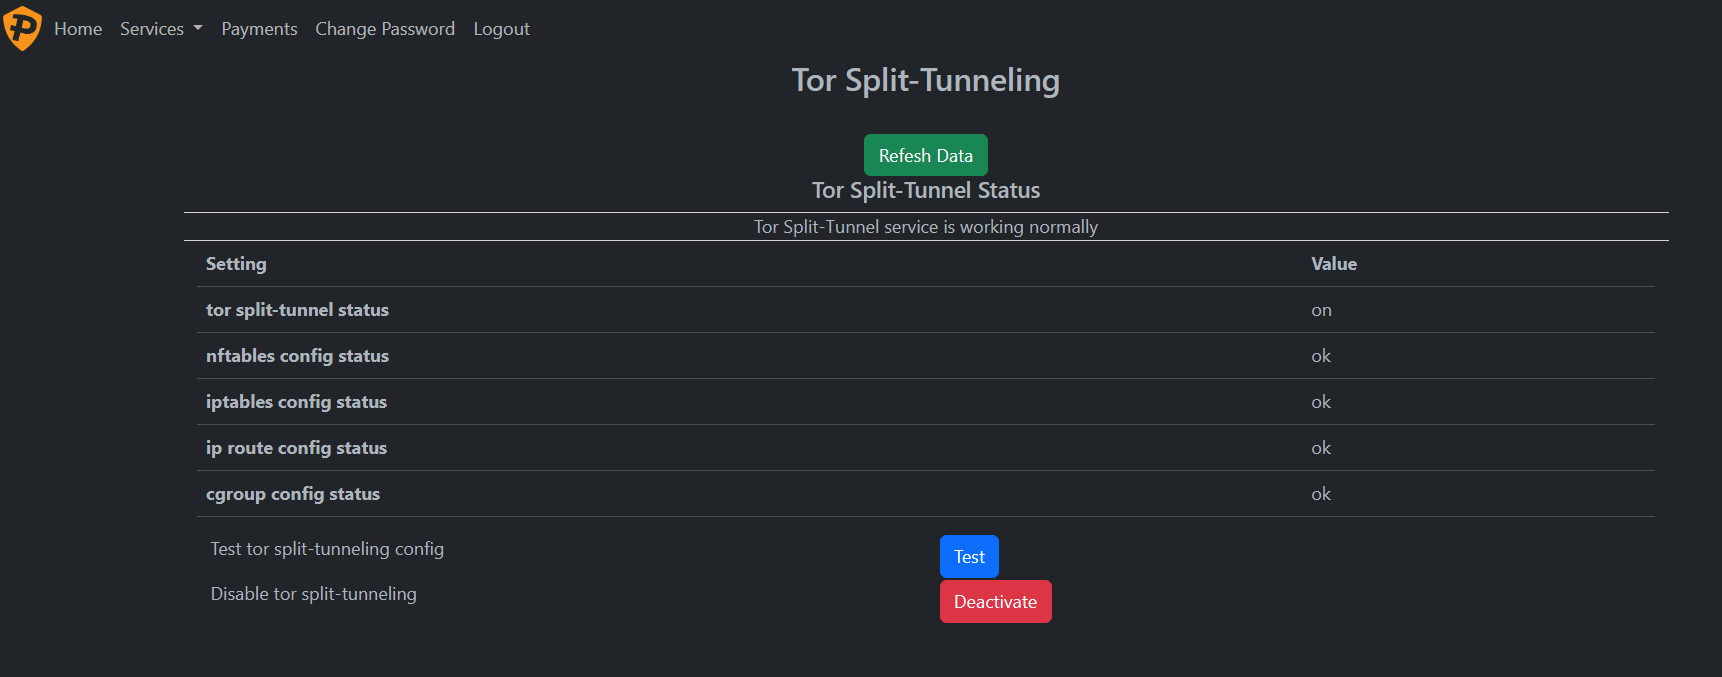 Home Services Payments Change Password Logout
Tor Split-Tunneling
Refesh Data
Tor Split-Tunnel Status
Tor Split-Tunnel service is working normally
Setting Value
tor split-tunnel status on
nftables config status ok
iptables config status ok
ip route config status ok
cgroup config status ok
Test tor split-tunneling config Test
Disable tor split-tunneling Deactivate